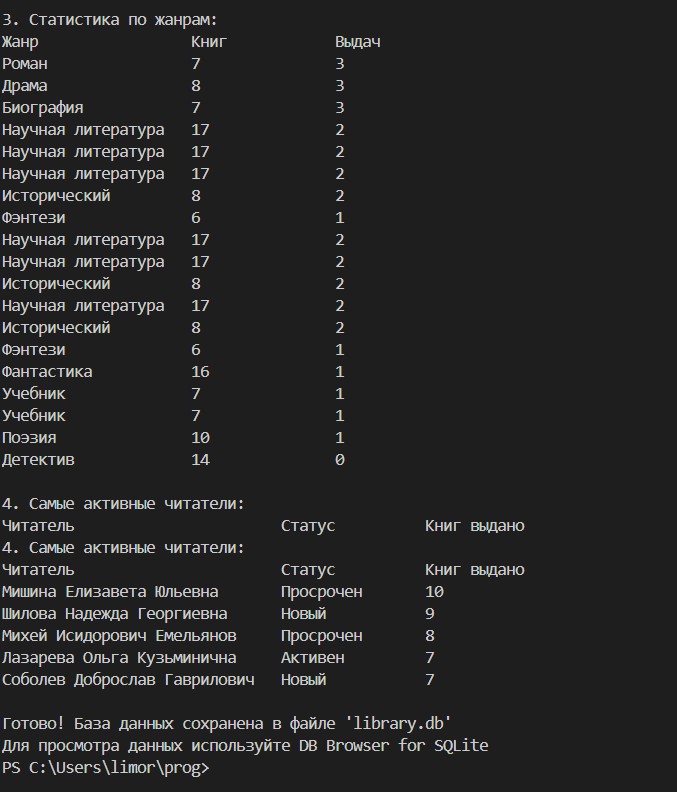 3. Статистика по жанрам:
Жанр Книг Выдач
Роман 7 3
Драма 8 3
Биография 7 3
Научная литература 17 2
Научная литература 17 2
Научная литература 17 2
Исторический 8 2
Фэнтези 6 1
Научная литература 17 2
Научная литература 17 2
Исторический 8 2
Научная литература 17 2
Исторический 8 2
Фэнтези 6 1
Фантастика 16 1
Учебник 7 1
Учебник 7 1
Поэзия 10 1
Детектив 14 0
4. Самые активные читатели:
Читатель Статус Книг выдано
4. Самые активные читатели:
Читатель Статус Книг выдано
Мишина Елизавета Юльевна Просрочен 10
Шилова Надежда Георгиевна Новый 9
Михей Исидорович Емельянов Просрочен 8
Лазарева Ольга Кузьминична Активен 7
Соболев Доброслав Гаврилович Новый 7
Готово! База данных сохранена в файле 'library.db'
Для просмотра данных используйте DB Browser for SQLite
PS C:\Users\limor\prog>